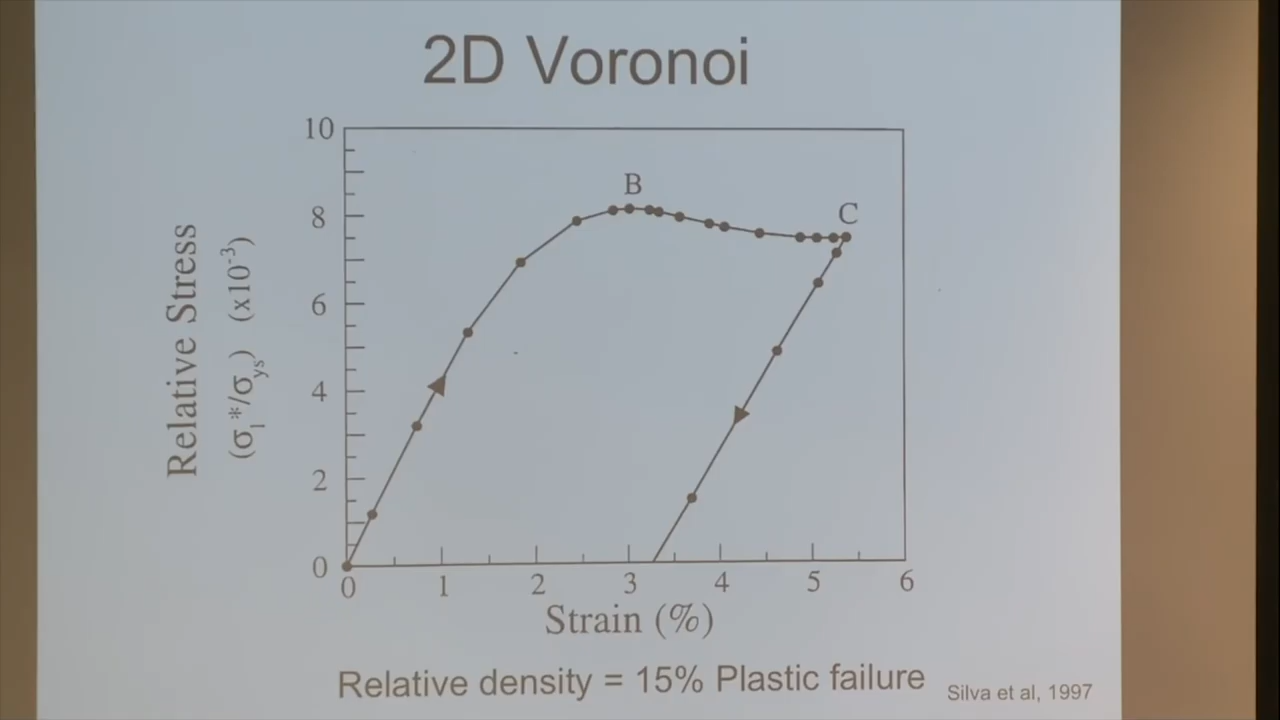 2D Voronoi
10
8
6
4
2
0
B
C
Relative Stress
(σ₁*/σys) (x10⁻³)
0 1 2 3 4 5 6
Strain (%)
Relative density = 15% Plastic failure
Silva et al, 1997